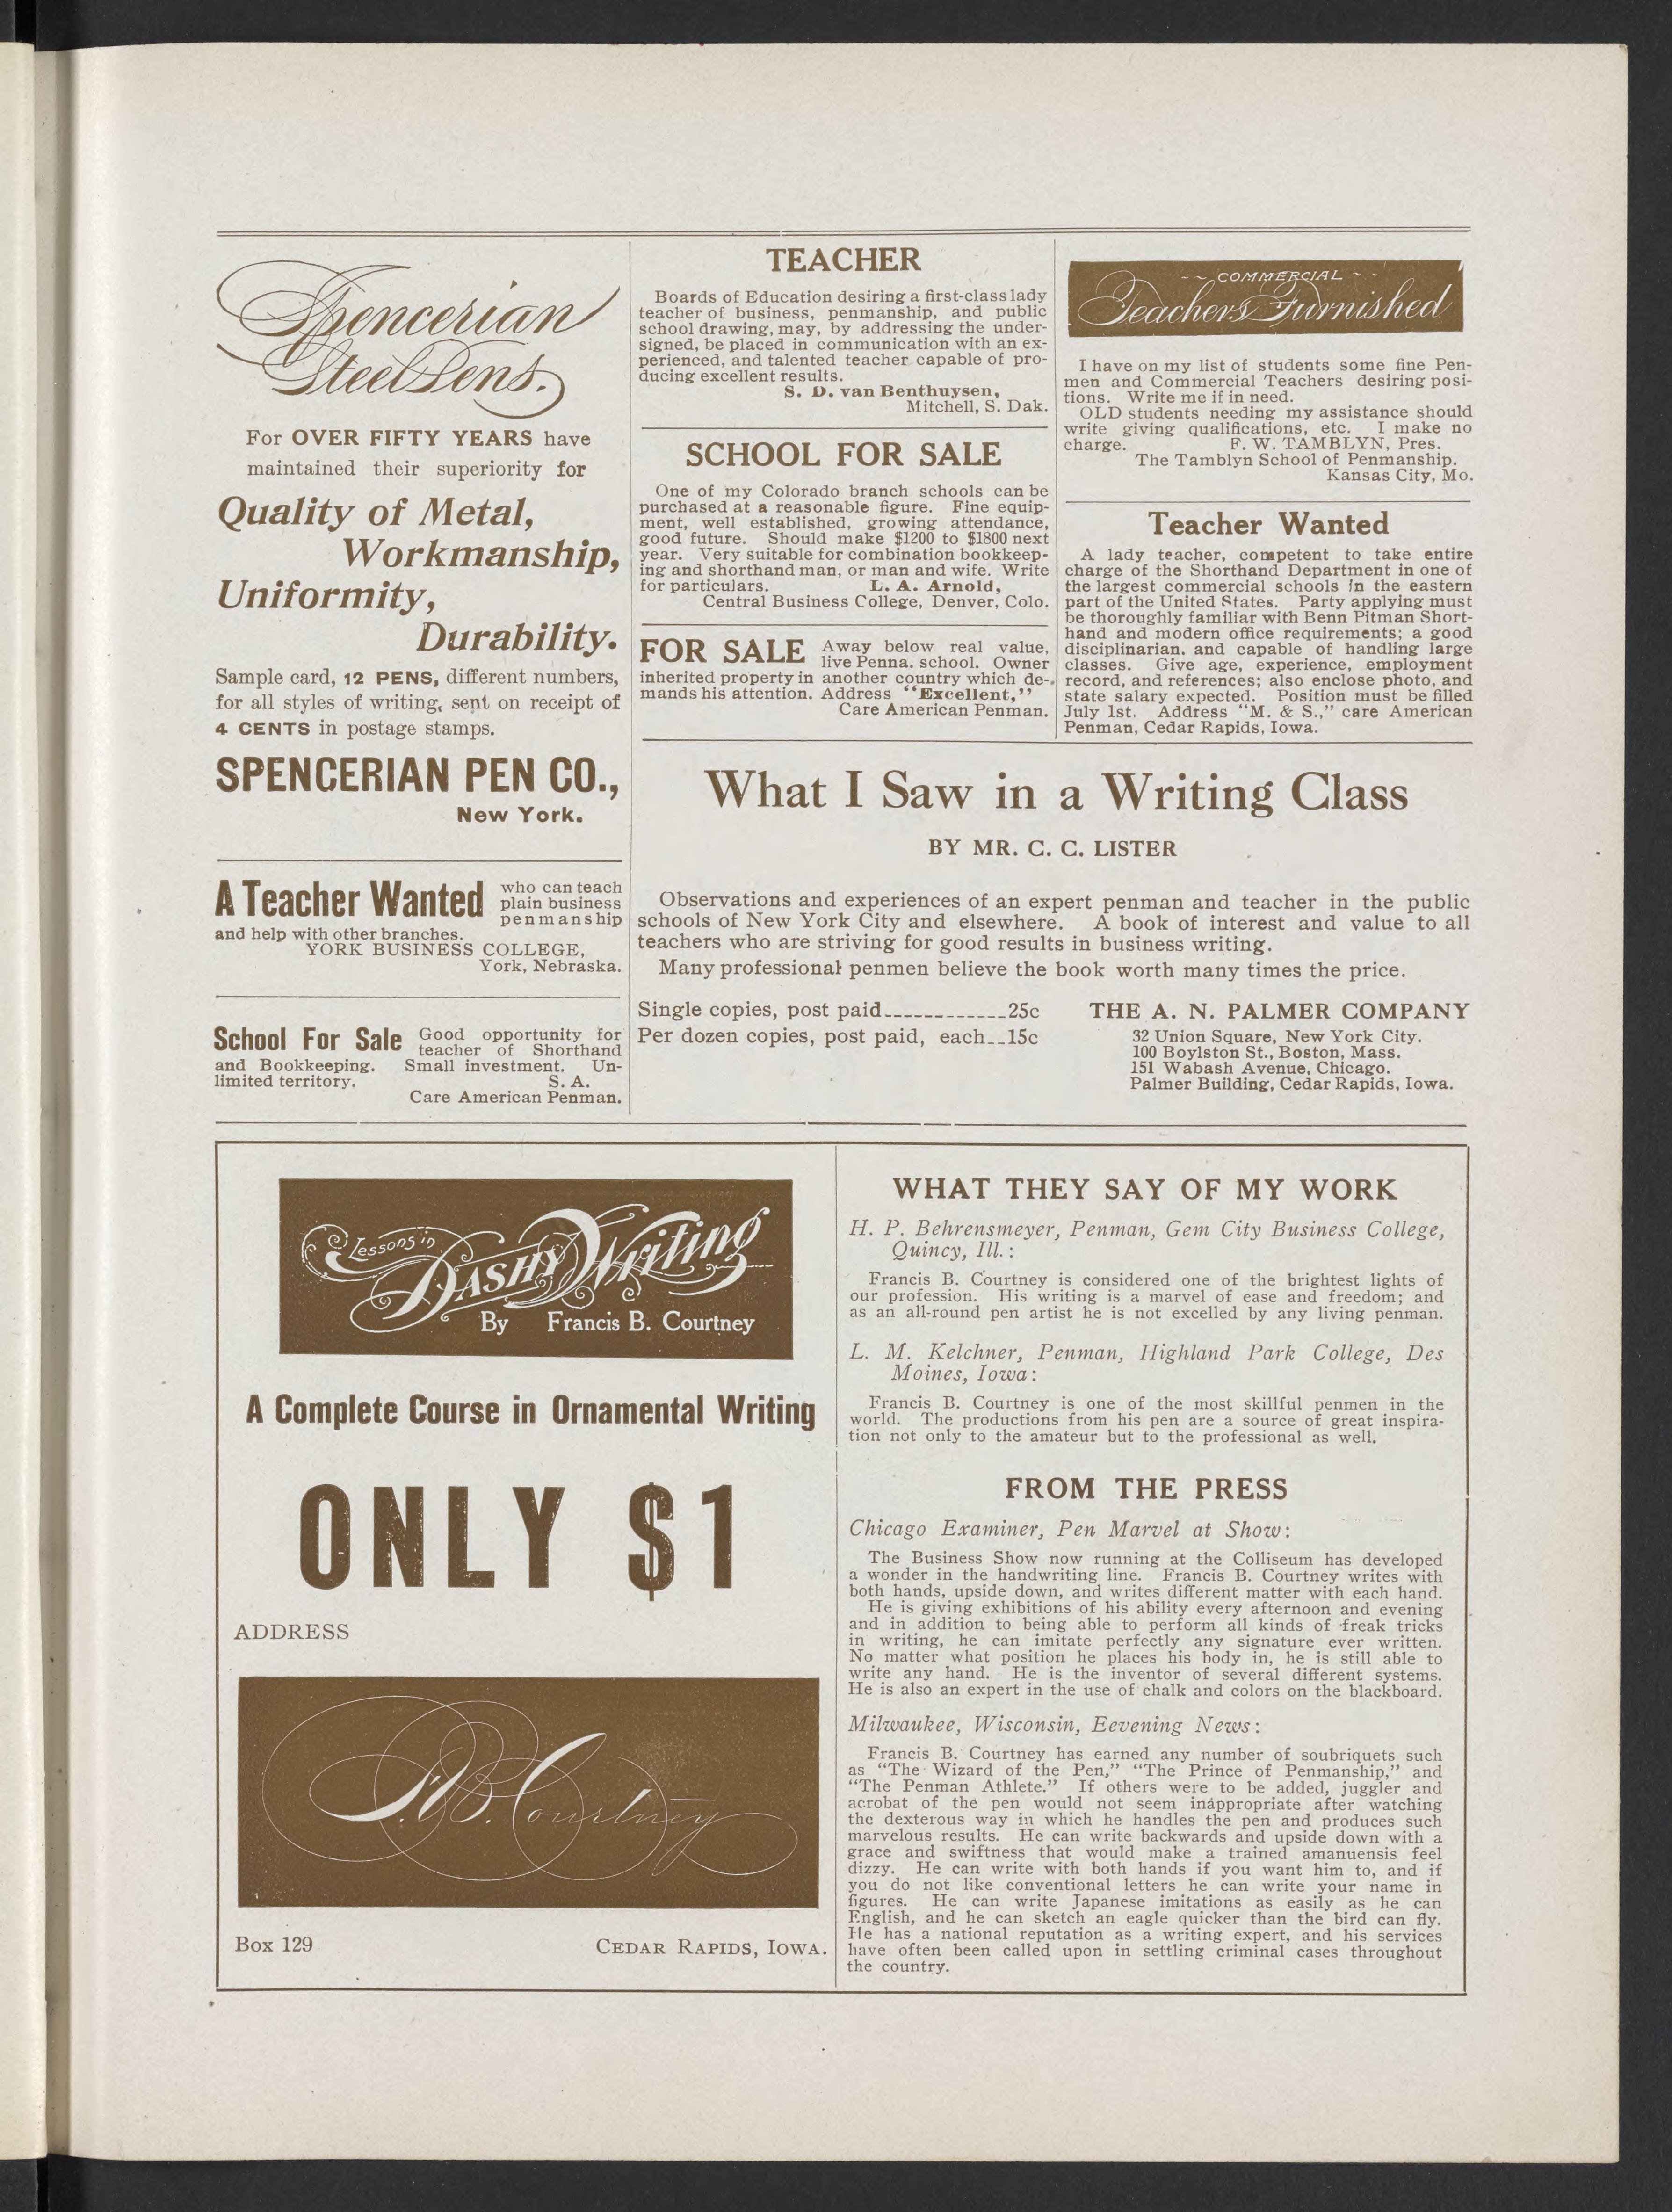 Spencerian
Steel Pens.
For OVER FIFTY YEARS have
maintained their superiority for
Quality of Metal,
Workmanship,
Uniformity,
Durability.
Sample card, 12 PENS, different numbers,
for all styles of writing, sent on receipt of
4 CENTS in postage stamps.
SPENCERIAN PEN CO.,
New York.
A Teacher Wanted who can teach
plain business
penmanship
and help with other branches.
YORK BUSINESS COLLEGE,
York, Nebraska.
School For Sale Good opportunity for
teacher of Shorthand
and Bookkeeping. Small investment. Un-
limited territory. S. A.
Care American Penman.
TEACHER
Boards of Education desiring a first-class lady
teacher of business, penmanship, and public
school drawing, may, by addressing the under-
signed, be placed in communication with an ex-
perienced, and talented teacher capable of pro-
ducing excellent results.
S. D. van Benthuysen,
Mitchell, S. Dak.
SCHOOL FOR SALE
One of my Colorado branch schools can be
purchased at a reasonable figure. Fine equip-
ment, well established, growing attendance,
good future. Should make $1200 to $1800 next
year. Very suitable for combination bookkeep-
ing and shorthand man, or man and wife. Write
for particulars. L. A. Arnold,
Central Business College, Denver, Colo.
FOR SALE Away below real value,
live Penna. school. Owner
inherited property in another country which de-
mands his attention. Address "Excellent,"
Care American Penman.
COMMERCIAL
Teachers Furnished
I have on my list of students some fine Pen-
men and Commercial Teachers desiring posi-
tions. Write me if in need.
OLD students needing my assistance should
write giving qualifications, etc. I make no
charge. F. W. TAMBLYN, Pres.
The Tamblyn School of Penmanship.
Kansas City, Mo.
Teacher Wanted
A lady teacher, competent to take entire
charge of the Shorthand Department in one of
the largest commercial schools in the eastern
part of the United States. Party applying must
be thoroughly familiar with Benn Pitman Short-
hand and modern office requirements; a good
disciplinarian, and capable of handling large
classes. Give age, experience, employment
record, and references; also enclose photo, and
state salary expected. Position must be filled
July 1st. Address "M. & S.," care American
Penman, Cedar Rapids, Iowa.
What I Saw in a Writing Class
BY MR. C. C. LISTER
Observations and experiences of an expert penman and teacher in the public
schools of New York City and elsewhere. A book of interest and value to all
teachers who are striving for good results in business writing.
Many professional penmen believe the book worth many times the price.
Single copies, post paid____________25c
Per dozen copies, post paid, each__15c
THE A. N. PALMER COMPANY
32 Union Square, New York City.
100 Boylston St., Boston, Mass.
151 Wabash Avenue, Chicago.
Palmer Building, Cedar Rapids, Iowa.
Lessons in
DASHY Writing
By Francis B. Courtney
A Complete Course in Ornamental Writing
ONLY $1
ADDRESS
F. B. Courtney
Box 129 CEDAR RAPIDS, IOWA.
WHAT THEY SAY OF MY WORK
H. P. Behrensmeyer, Penman, Gem City Business College,
Quincy, Ill.:
Francis B. Courtney is considered one of the brightest lights of
our profession. His writing is a marvel of ease and freedom; and
as an all-round pen artist he is not excelled by any living penman.
L. M. Kelchner, Penman, Highland Park College, Des
Moines, Iowa:
Francis B. Courtney is one of the most skillful penmen in the
world. The productions from his pen are a source of great inspira-
tion not only to the amateur but to the professional as well.
FROM THE PRESS
Chicago Examiner, Pen Marvel at Show:
The Business Show now running at the Colliseum has developed
a wonder in the handwriting line. Francis B. Courtney writes with
both hands, upside down, and writes different matter with each hand.
He is giving exhibitions of his ability every afternoon and evening
and in addition to being able to perform all kinds of freak tricks
in writing, he can imitate perfectly any signature ever written.
No matter what position he places his body in, he is still able to
write any hand. He is the inventor of several different systems.
He is also an expert in the use of chalk and colors on the blackboard.
Milwaukee, Wisconsin, Eevening News:
Francis B. Courtney has earned any number of soubriquets such
as "The Wizard of the Pen," "The Prince of Penmanship," and
"The Penman Athlete." If others were to be added, juggler and
acrobat of the pen would not seem inappropriate after watching
the dexterous way in which he handles the pen and produces such
marvelous results. He can write backwards and upside down with a
grace and swiftness that would make a trained amanuensis feel
dizzy. He can write with both hands if you want him to, and if
you do not like conventional letters he can write your name in
figures. He can write Japanese imitations as easily as he can
English, and he can sketch an eagle quicker than the bird can fly.
He has a national reputation as a writing expert, and his services
have often been called upon in settling criminal cases throughout
the country.